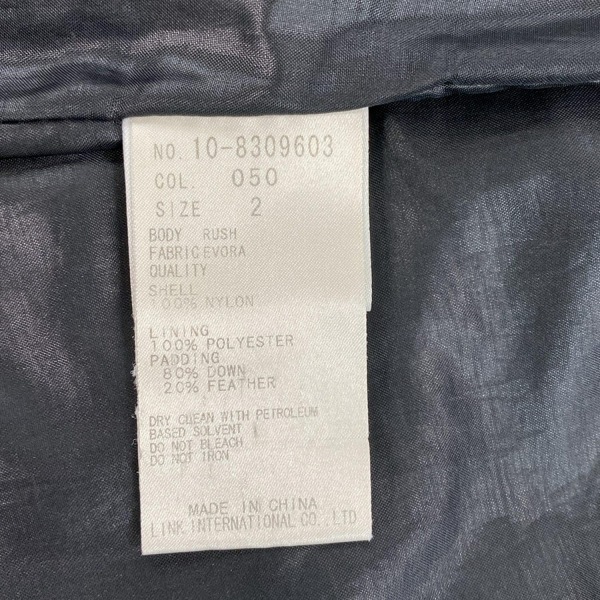 NO. 10-8309603
COL. 050
SIZE 2
BODY RUSH
FABRIC EVORA
QUALITY
SHELL
100% NYLON
LINING
100% POLYESTER
PADDING
80% DOWN
20% FEATHER
DRY CLEAN WITH PETROLEUM
BASED SOLVENT
DO NOT BLEACH
DO NOT IRON
MADE IN CHINA
LINK INTERNATIONAL CO., LTD